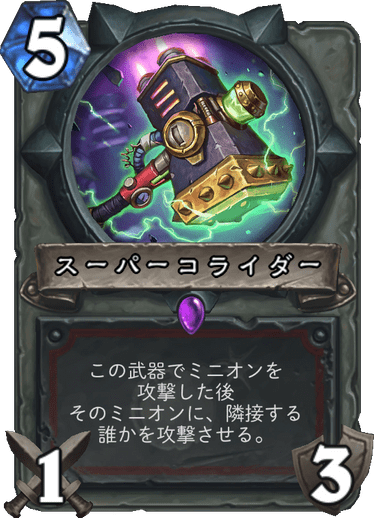 5
スーパーコライダー
この武器でミニオンを
攻撃した後
そのミニオンに、隣接する
誰かを攻撃させる。
1
3